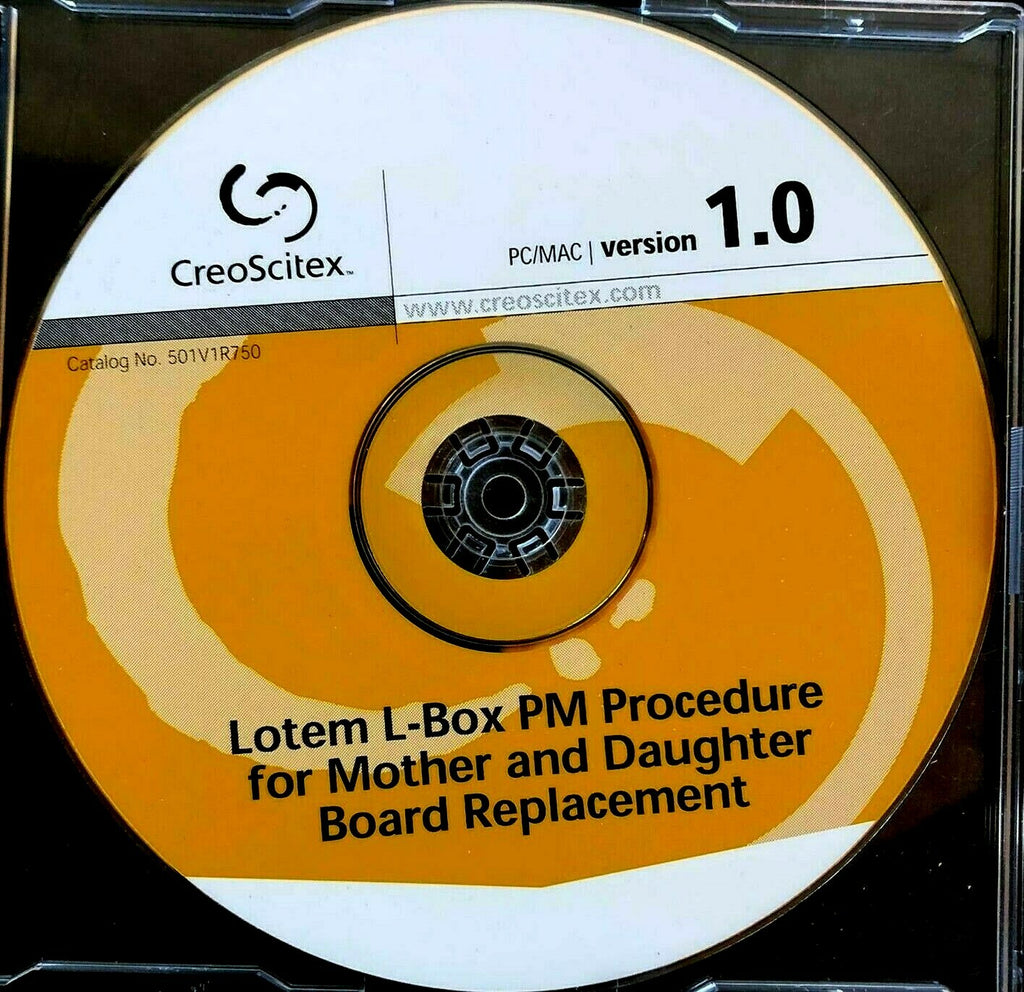 CreoScitex™
PC/MAC | version 1.0
www.creoscitex.com
Catalog No. 501V1R750
Lotem L-Box PM Procedure
for Mother and Daughter
Board Replacement